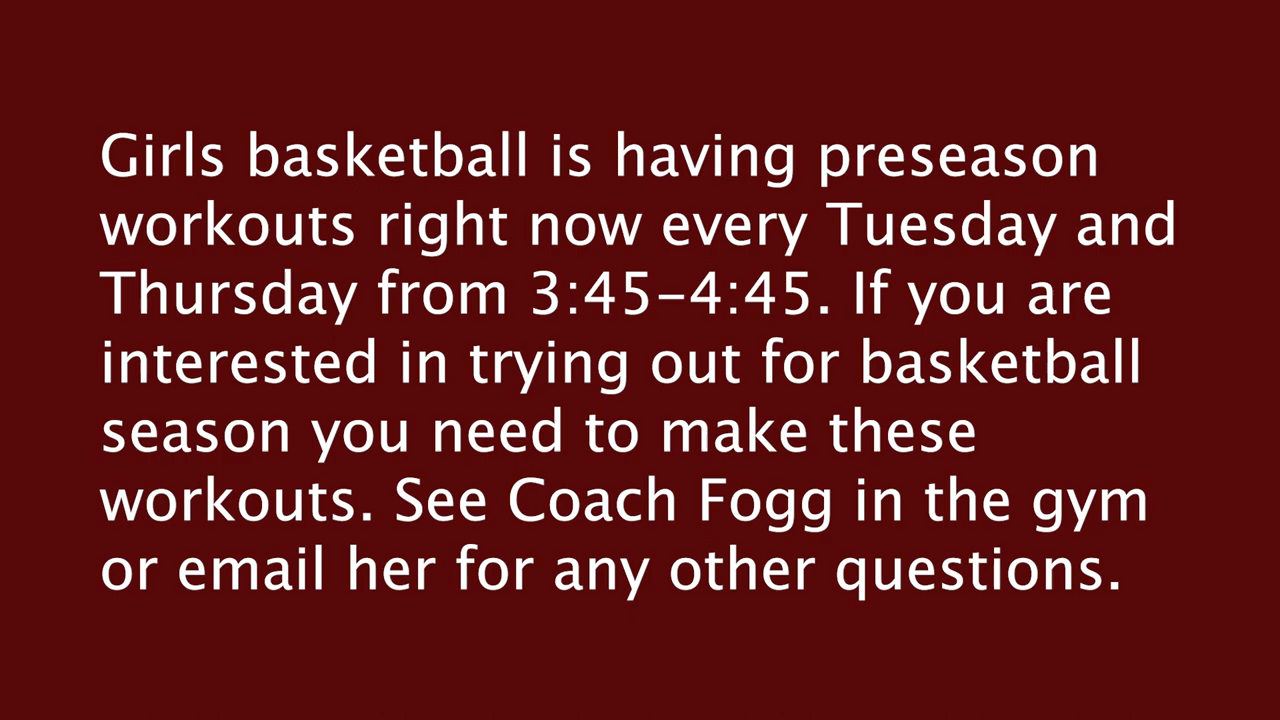 Girls basketball is having preseason
workouts right now every Tuesday and
Thursday from 3:45–4:45. If you are
interested in trying out for basketball
season you need to make these
workouts. See Coach Fogg in the gym
or email her for any other questions.